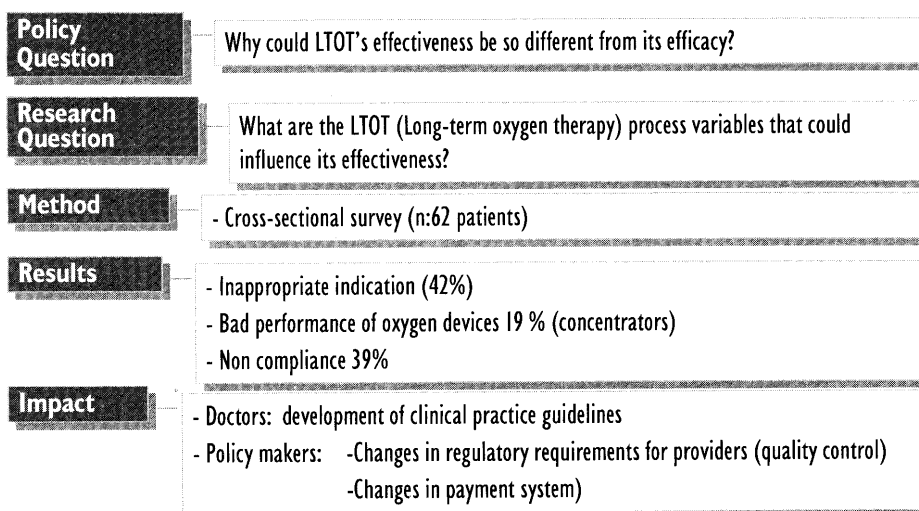 Policy
Question
Why could LTOT's effectiveness be so different from its efficacy?
Research
Question
What are the LTOT (Long-term oxygen therapy) process variables that could
influence its effectiveness?
Method
- Cross-sectional survey (n:62 patients)
Results
- Inappropriate indication (42%)
- Bad performance of oxygen devices 19 % (concentrators)
- Non compliance 39%
Impact
- Doctors: development of clinical practice guidelines
- Policy makers: -Changes in regulatory requirements for providers (quality control)
-Changes in payment system)